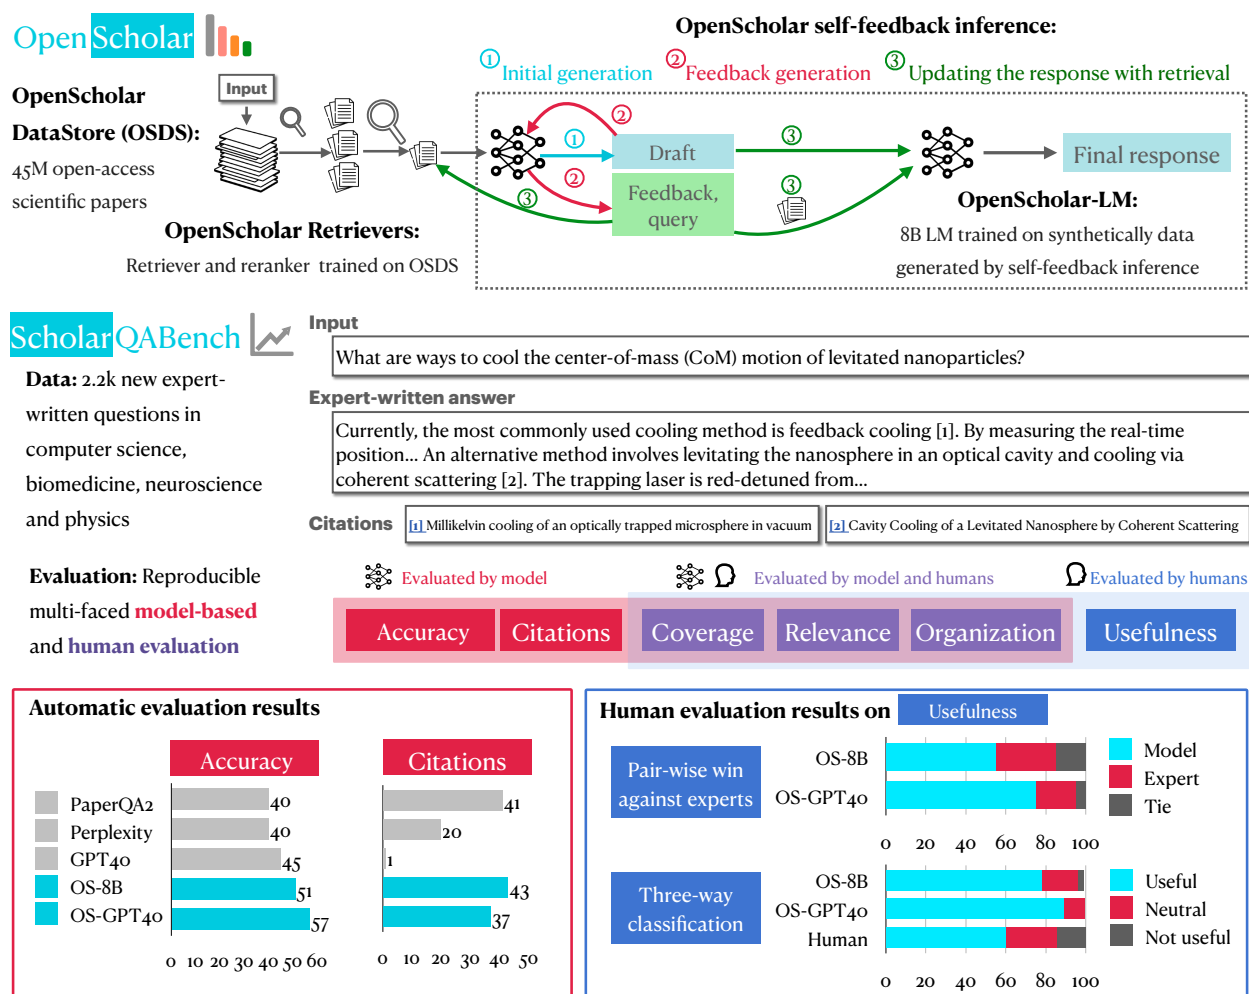 OpenScholar
OpenScholar self-feedback inference:
① Initial generation ② Feedback generation ③ Updating the response with retrieval
OpenScholar
DataStore (OSDS):
45M open-access
scientific papers
Input
OpenScholar Retrievers:
Retriever and reranker trained on OSDS
②
①
②
③
Draft
Feedback,
query
③
③
Final response
OpenScholar-LM:
8B LM trained on synthetically data
generated by self-feedback inference
ScholarQABench
Data: 2.2k new expert-
written questions in
computer science,
biomedicine, neuroscience
and physics
Input
What are ways to cool the center-of-mass (CoM) motion of levitated nanoparticles?
Expert-written answer
Currently, the most commonly used cooling method is feedback cooling [1]. By measuring the real-time
position... An alternative method involves levitating the nanosphere in an optical cavity and cooling via
coherent scattering [2]. The trapping laser is red-detuned from...
Citations
[1] Millikelvin cooling of an optically trapped microsphere in vacuum
[2] Cavity Cooling of a Levitated Nanosphere by Coherent Scattering
Evaluation: Reproducible
multi-faced model-based
and human evaluation
Evaluated by model
Evaluated by model and humans
Evaluated by humans
Accuracy
Citations
Coverage
Relevance
Organization
Usefulness
Automatic evaluation results
Accuracy
Citations
PaperQA2 40 41
Perplexity 40 20
GPT4o 45 1
OS-8B 51 43
OS-GPT4o 57 37
0 10 20 30 40 50 60
0 10 20 30 40 50
Human evaluation results on Usefulness
Pair-wise win
against experts
OS-8B
OS-GPT4o
0 20 40 60 80 100
Model
Expert
Tie
Three-way
classification
OS-8B
OS-GPT4o
Human
0 20 40 60 80 100
Useful
Neutral
Not useful